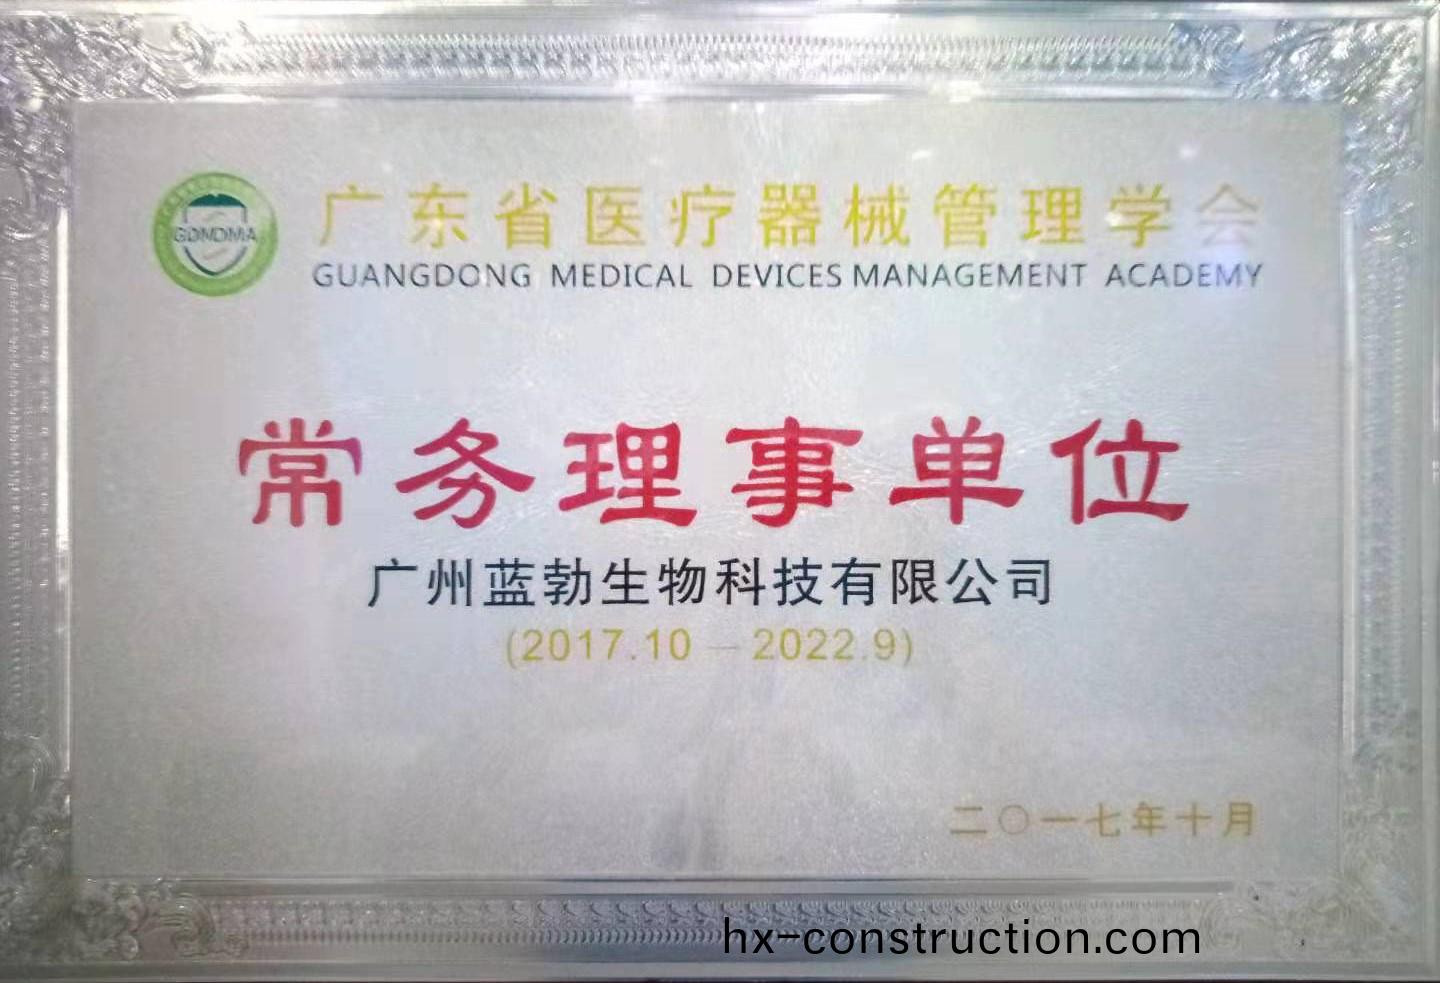 GDMDMA
广东省医疗器械管理学会
GUANGDONG MEDICAL DEVICES MANAGEMENT ACADEMY
常务理事单位
广州蓝勃生物科技有限公司
(2017.10 — 2022.9)
二〇一七年十月
hx-construction.com